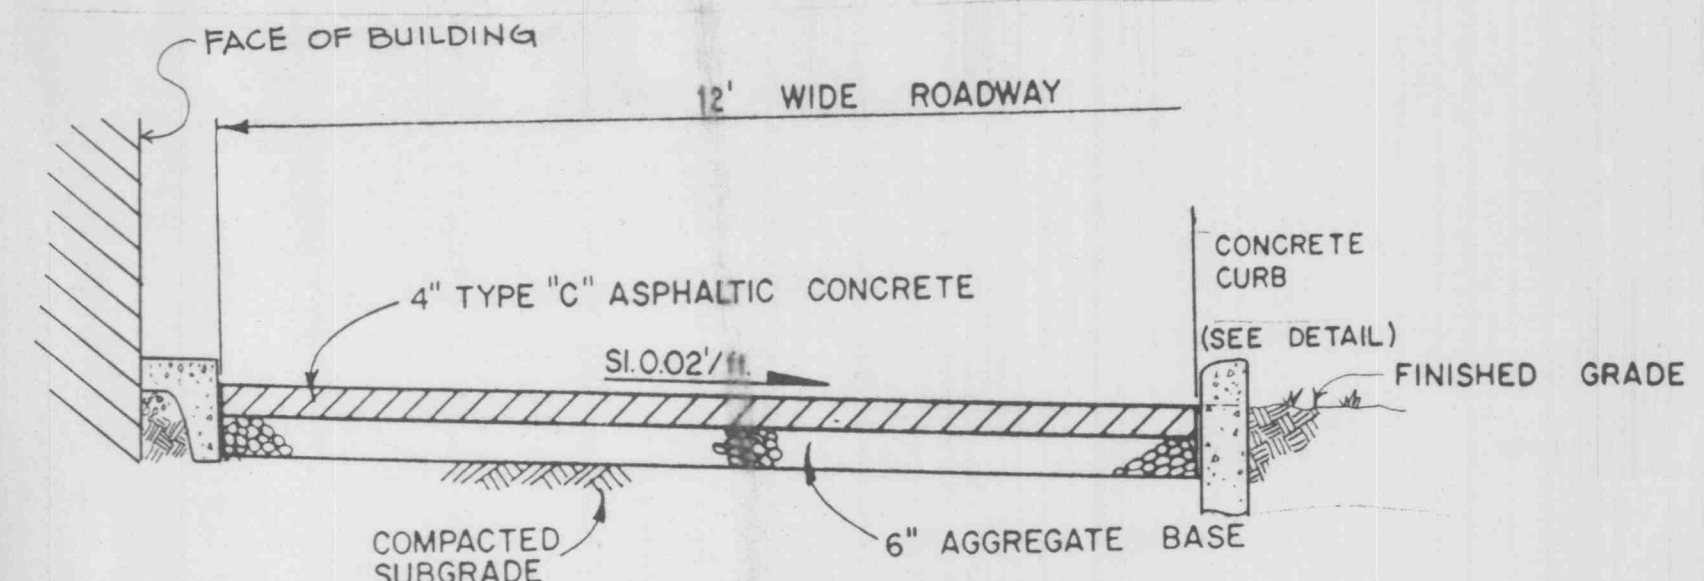 FACE OF BUILDING
12' WIDE ROADWAY
CONCRETE
CURB
4" TYPE "C" ASPHALTIC CONCRETE
(SEE DETAIL)
Sl. 0.02'/ft.
FINISHED GRADE
6" AGGREGATE BASE
COMPACTED
SUBGRADE